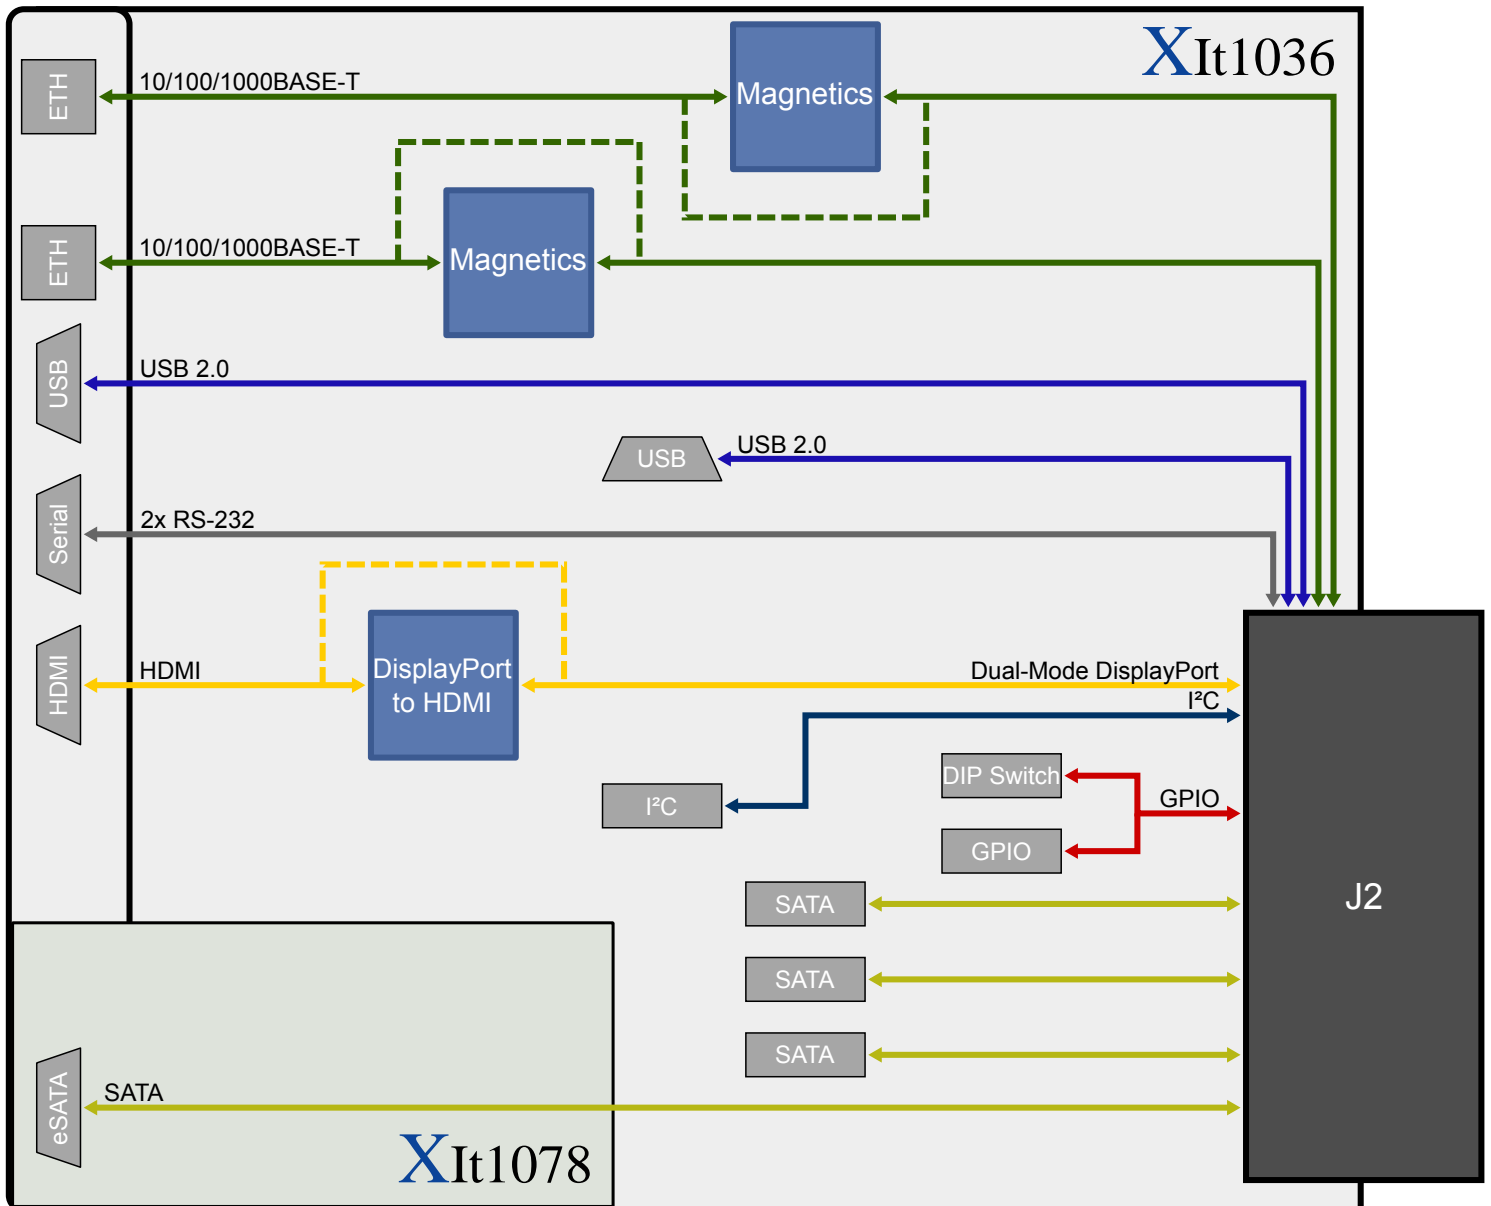 XIt1036
ETH
10/100/1000BASE-T
Magnetics
ETH
10/100/1000BASE-T
Magnetics
USB
USB 2.0
USB
USB 2.0
Serial
2x RS-232
HDMI
HDMI
DisplayPort
to HDMI
Dual-Mode DisplayPort
I²C
I²C
DIP Switch
GPIO
GPIO
J2
SATA
SATA
SATA
eSATA
SATA
XIt1078